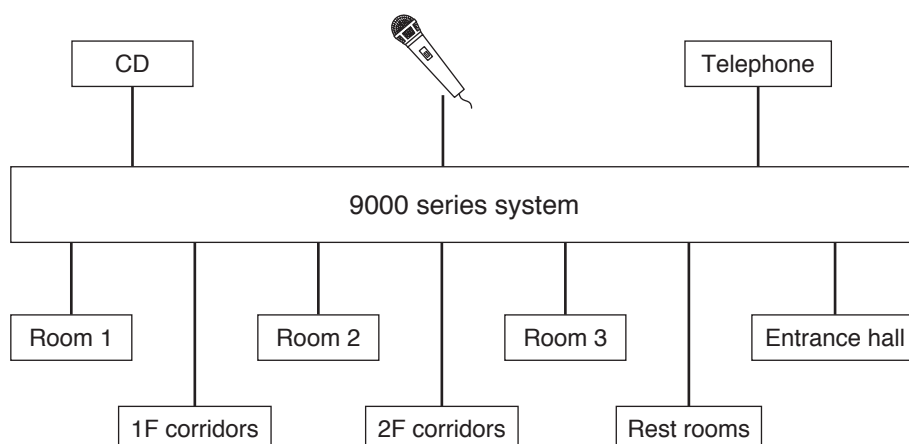 CD
Telephone
9000 series system
Room 1
Room 2
Room 3
Entrance hall
1F corridors
2F corridors
Rest rooms